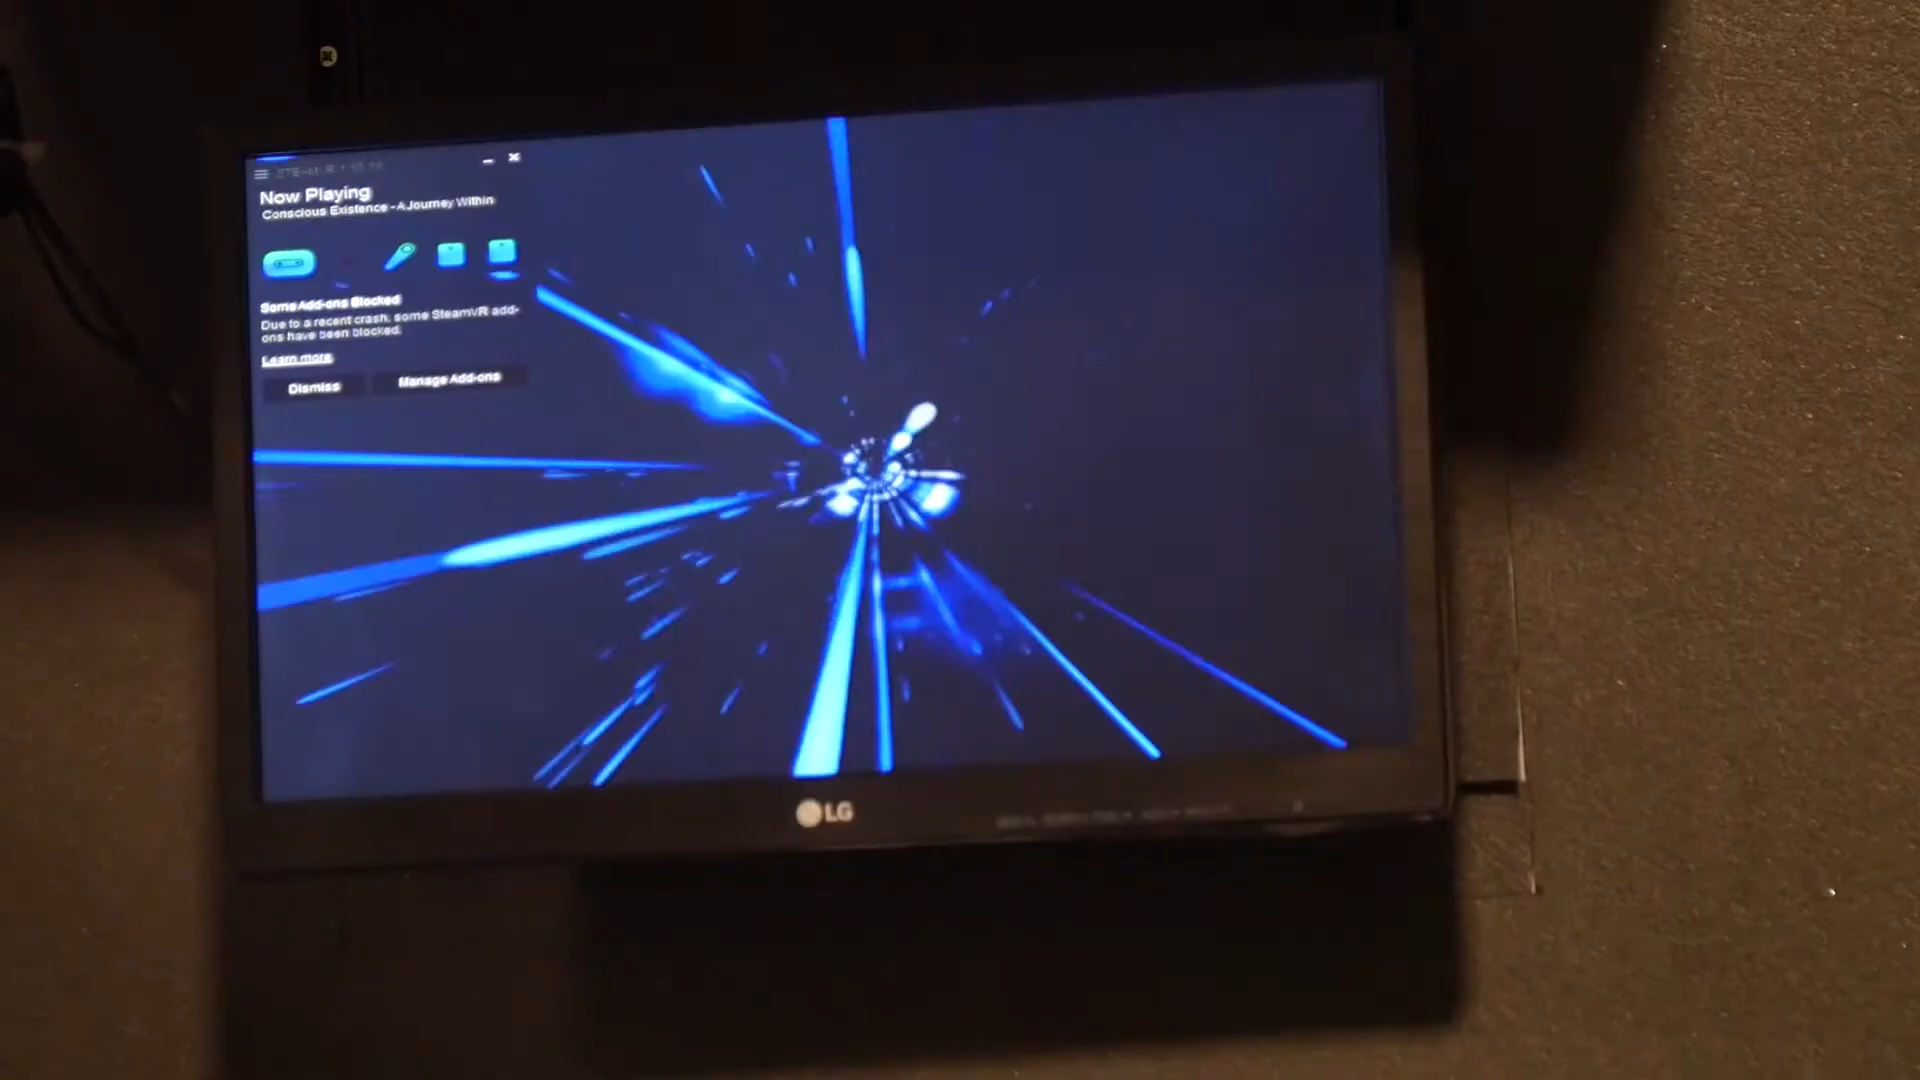 Now Playing
Conscious Existence - A Journey Within
Some Add-ons Blocked
Due to a recent crash, some SteamVR add-
ons have been blocked.
Learn more
Dismiss
Manage Add-ons
LG